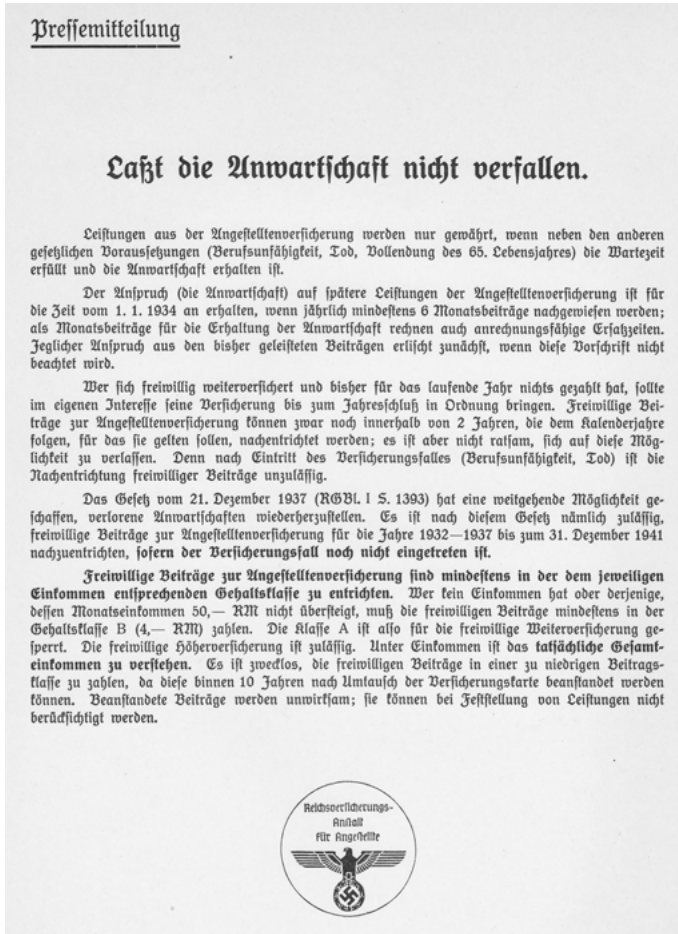 Pressemitteilung
Laßt die Anwartschaft nicht verfallen.
Leistungen aus der Angestelltenversicherung werden nur gewährt, wenn neben den anderen
gesetzlichen Voraussetzungen (Berufsunfähigkeit, Tod, Vollendung des 65. Lebensjahres) die Wartezeit
erfüllt und die Anwartschaft erhalten ist.
Der Anspruch (die Anwartschaft) auf spätere Leistungen der Angestelltenversicherung ist für
die Zeit vom 1. 1. 1934 an erhalten, wenn jährlich mindestens 6 Monatsbeiträge nachgewiesen werden;
als Monatsbeiträge für die Erhaltung der Anwartschaft rechnen auch anrechnungsfähige Ersatzzeiten.
Jeglicher Anspruch aus den bisher geleisteten Beiträgen erlischt zunächst, wenn diese Vorschrift nicht
beachtet wird.
Wer sich freiwillig weiterversichert und bisher für das laufende Jahr nichts gezahlt hat, sollte
im eigenen Interesse seine Versicherung bis zum Jahresschluß in Ordnung bringen. Freiwillige Bei-
träge zur Angestelltenversicherung können zwar noch innerhalb von 2 Jahren, die dem Kalenderjahre
folgen, für das sie gelten sollen, nachentrichtet werden; es ist aber nicht ratsam, sich auf diese Mög-
lichkeit zu verlassen. Denn nach Eintritt des Versicherungsfalles (Berufsunfähigkeit, Tod) ist die
Nachentrichtung freiwilliger Beiträge unzulässig.
Das Gesetz vom 21. Dezember 1937 (RGBl. I S. 1393) hat eine weitgehende Möglichkeit ge-
schaffen, verlorene Anwartschaften wiederherzustellen. Es ist nach diesem Gesetz nämlich zulässig,
freiwillige Beiträge zur Angestelltenversicherung für die Jahre 1932—1937 bis zum 31. Dezember 1941
nachzuentrichten, sofern der Versicherungsfall noch nicht eingetreten ist.
Freiwillige Beiträge zur Angestelltenversicherung sind mindestens in der dem jeweiligen
Einkommen entsprechenden Gehaltsklasse zu entrichten. Wer kein Einkommen hat oder derjenige,
dessen Monatseinkommen 50,— RM nicht übersteigt, muß die freiwilligen Beiträge mindestens in der
Gehaltsklasse B (4,— RM) zahlen. Die Klasse A ist also für die freiwillige Weiterversicherung ge-
sperrt. Die freiwillige Höherversicherung ist zulässig. Unter Einkommen ist das tatsächliche Gesamt-
einkommen zu verstehen. Es ist zwecklos, die freiwilligen Beiträge in einer zu niedrigen Beitrags-
klasse zu zahlen, da diese binnen 10 Jahren nach Umtausch der Versicherungskarte beanstandet werden
können. Beanstandete Beiträge werden unwirksam; sie können bei Feststellung von Leistungen nicht
berücksichtigt werden.
Reichsversicherungs-
Anstalt
für Angestellte